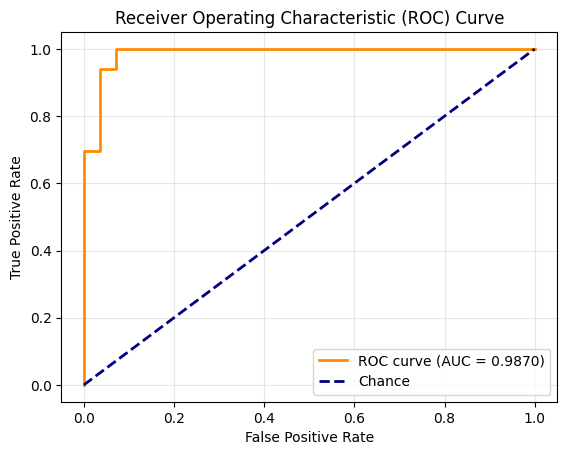 Receiver Operating Characteristic (ROC) Curve
1.0
0.8
0.6
0.4
0.2
0.0
True Positive Rate
0.0 0.2 0.4 0.6 0.8 1.0
False Positive Rate
ROC curve (AUC = 0.9870)
Chance